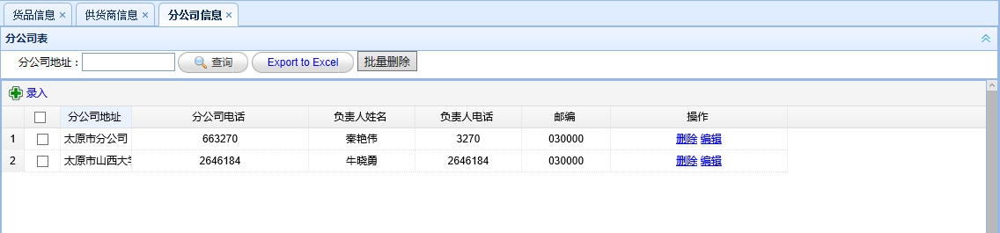 货品信息 供货商信息 分公司信息
分公司表
分公司地址： 查询 Export to Excel 批量删除
录入
分公司地址 分公司电话 负责人姓名 负责人电话 邮编 操作
1 太原市分公司 663270 秦艳伟 3270 030000 删除 编辑
2 太原市山西大 2646184 牛晓勇 2646184 030000 删除 编辑